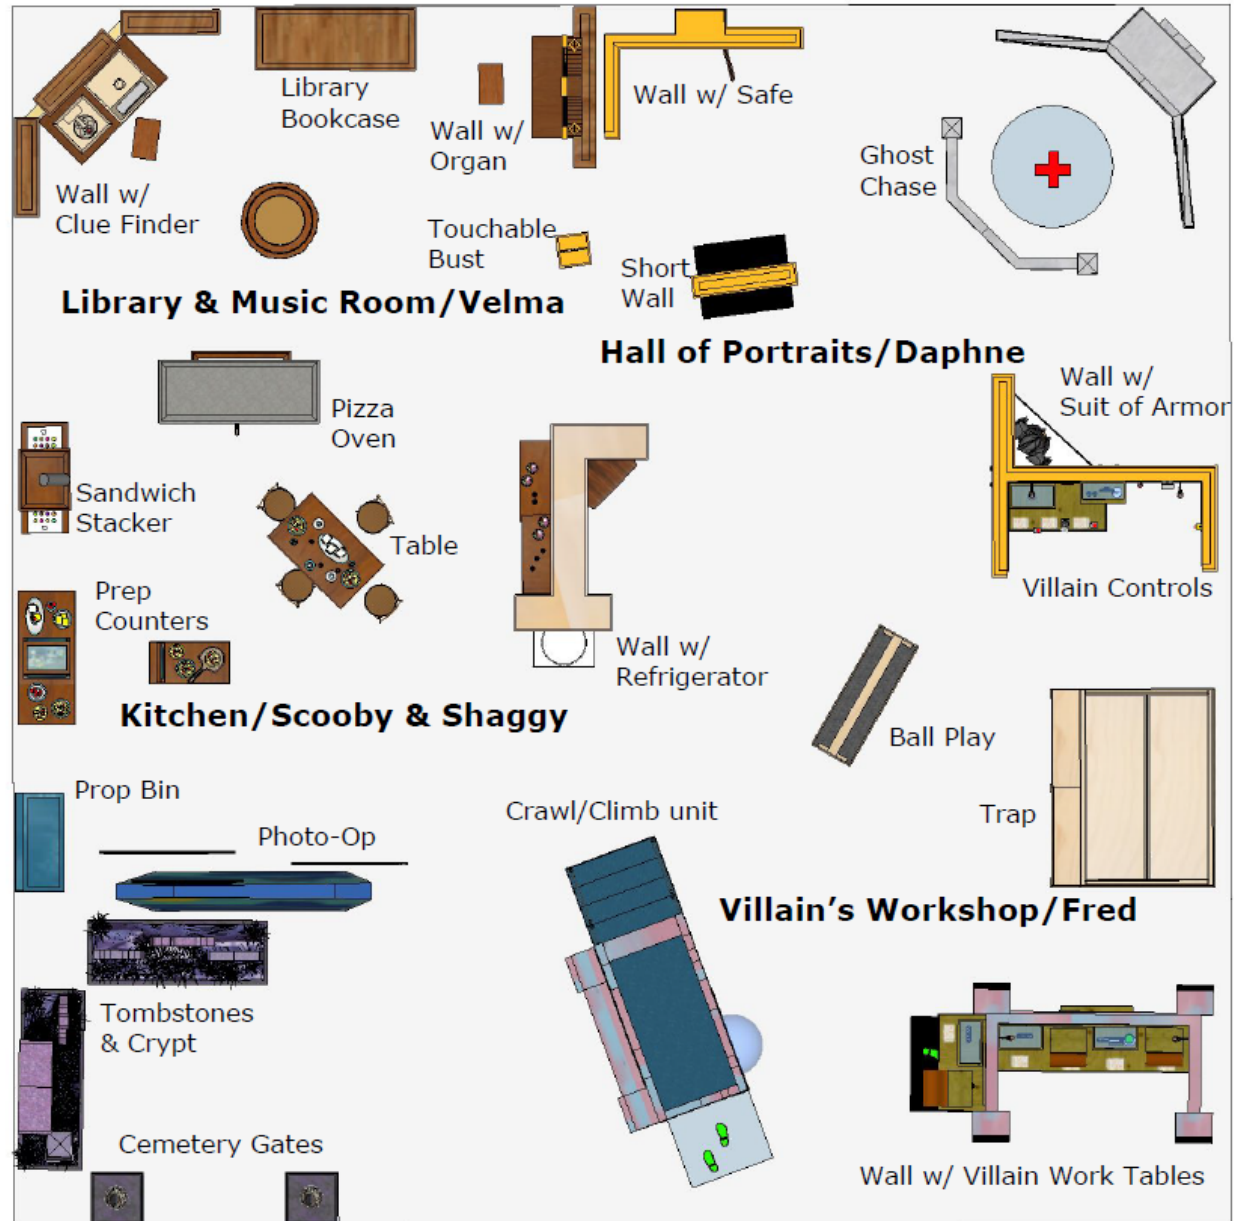 Library
Bookcase
Wall w/
Organ
Wall w/ Safe
Ghost
Chase
Wall w/
Clue Finder
Touchable
Bust
Short
Wall
Library & Music Room/Velma
Hall of Portraits/Daphne
Wall w/
Suit of Armor
Pizza
Oven
Sandwich
Stacker
Table
Prep
Counters
Villain Controls
Wall w/
Refrigerator
Kitchen/Scooby & Shaggy
Ball Play
Prop Bin
Photo-Op
Crawl/Climb unit
Trap
Villain’s Workshop/Fred
Tombstones
& Crypt
Cemetery Gates
Wall w/ Villain Work Tables